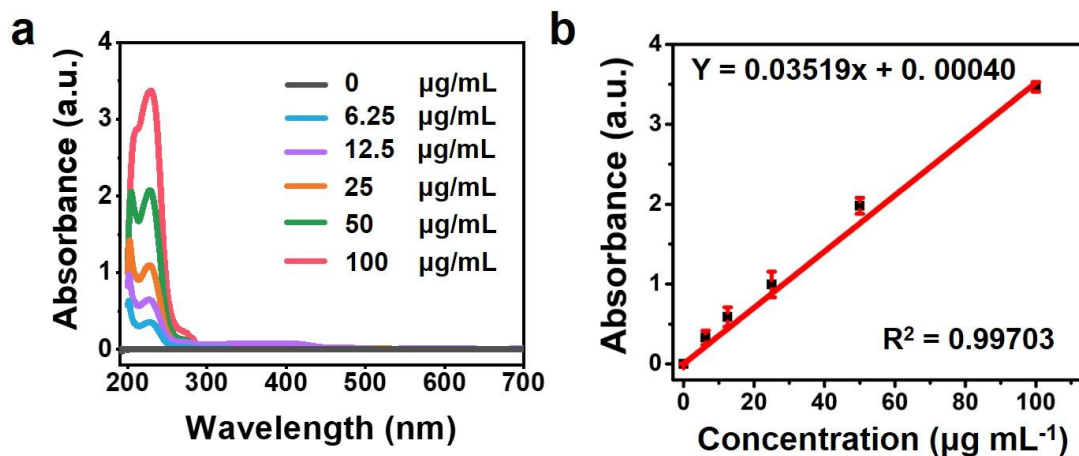 a
Absorbance (a.u.)
4
3
2
1
0
0 µg/mL
6.25 µg/mL
12.5 µg/mL
25 µg/mL
50 µg/mL
100 µg/mL
200 300 400 500 600 700
Wavelength (nm)
b
Absorbance (a.u.)
4
3
2
1
0
Y = 0.03519x + 0. 00040
R² = 0.99703
0 20 40 60 80 100
Concentration (µg mL⁻¹)